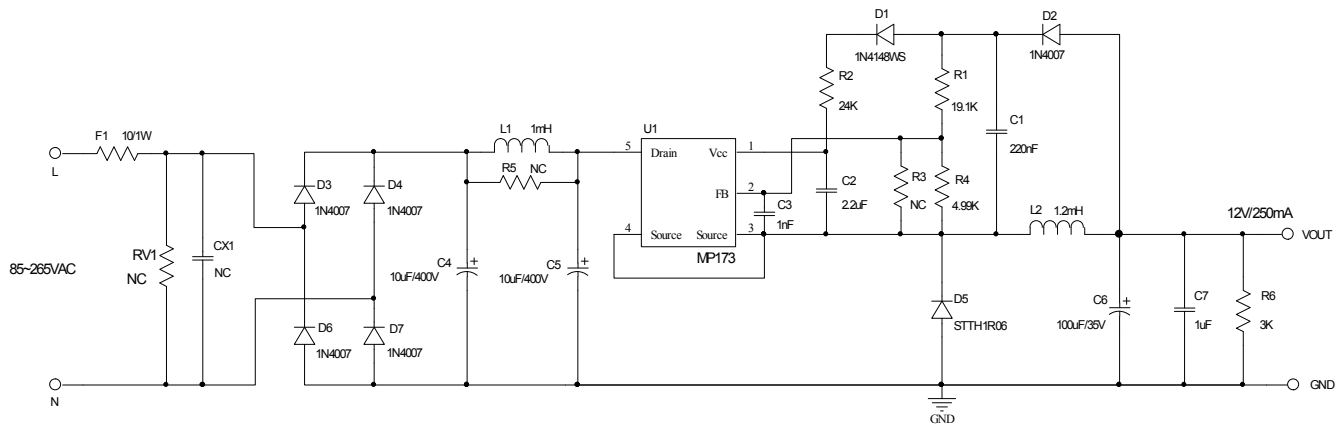 D1
1N4148WS
D2
1N4007
R2
24K
R1
19.1K
C1
220nF
F1 10/1W
L
L1 1mH
R5 NC
U1
5 Drain Vcc 1
FB 2
4 Source Source 3
MP173
C2
2.2uF
C3
1nF
R3
NC
R4
4.99K
L2 1.2mH
12V/250mA
VOUT
D3
1N4007
D4
1N4007
RV1
NC
CX1
NC
85~265VAC
C4
10uF/400V
C5
10uF/400V
D6
1N4007
D7
1N4007
D5
STTH1R06
C6
100uF/35V
C7
1uF
R6
3K
N
GND
GND